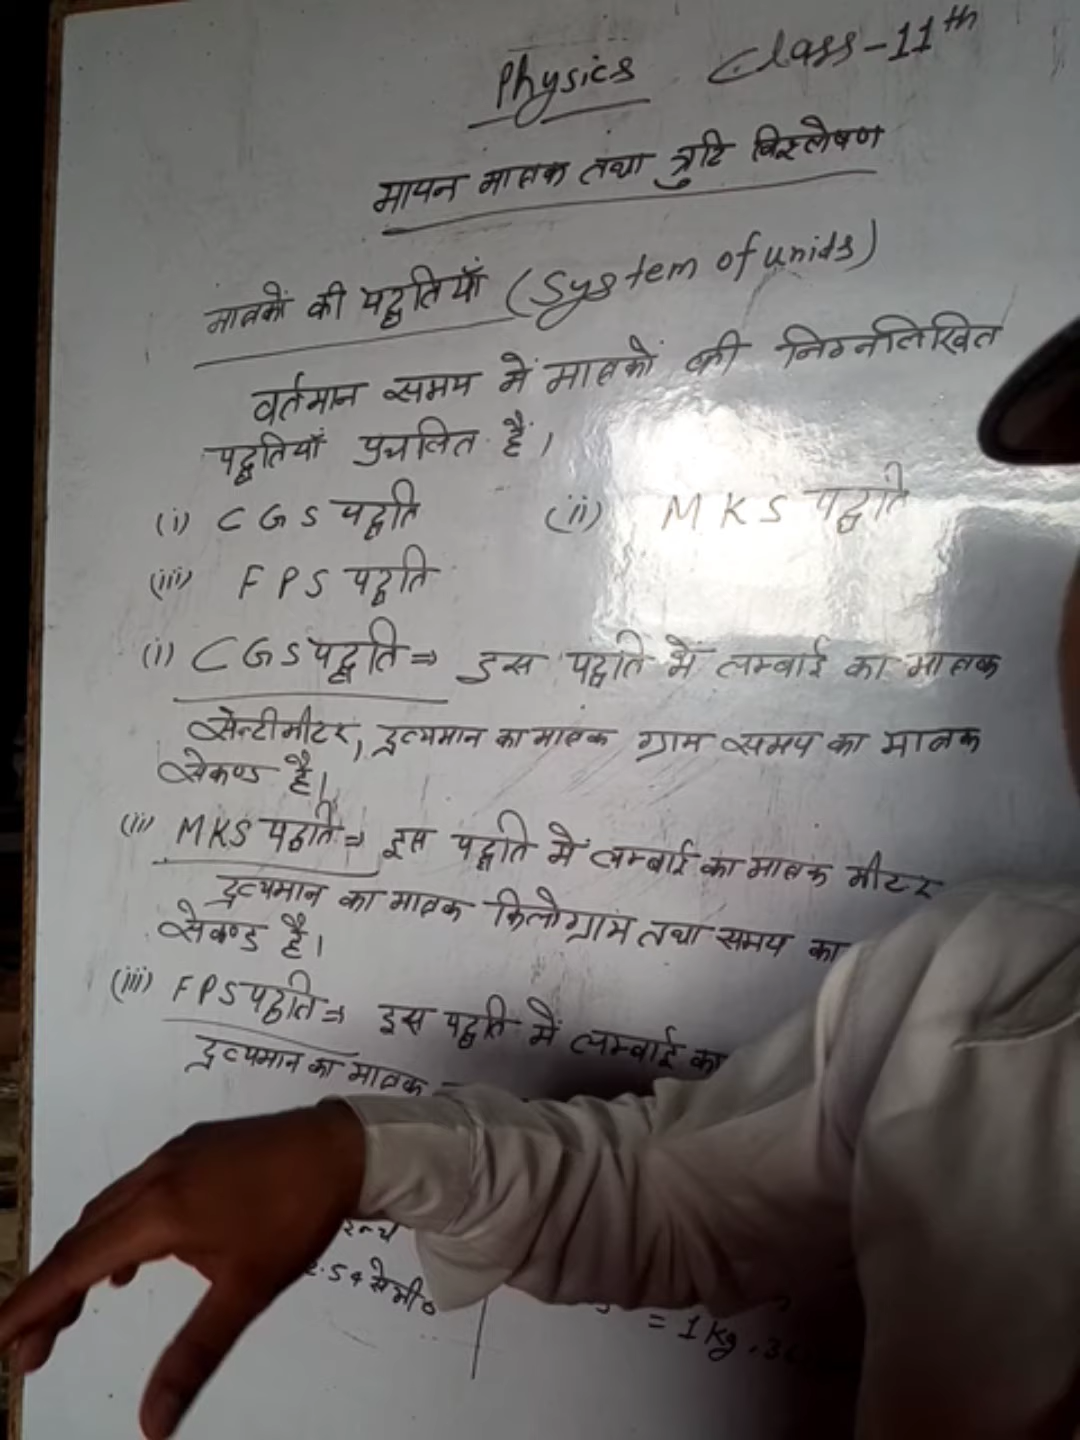 Physics Class-11th
मापन मात्रक तथा त्रुटि विश्लेषण
मात्रकों की पद्धतियाँ (System of units)
वर्तमान समय में मात्रकों की निम्नलिखित
पद्धतियाँ प्रचलित हैं।
(i) CGS पद्धति (ii) MKS पद्धति
(iii) FPS पद्धति
(i) CGS पद्धति ⇒ इस पद्धति में लम्बाई का मात्रक
सेन्टीमीटर, द्रव्यमान का मात्रक ग्राम समय का मात्रक
सेकण्ड है।
(ii) MKS पद्धति ⇒ इस पद्धति में लम्बाई का मात्रक मीटर
द्रव्यमान का मात्रक किलोग्राम तथा समय का
सेकण्ड है।
(iii) FPS पद्धति ⇒ इस पद्धति में लम्बाई का
द्रव्यमान का मात्रक
2.54 सेमी०
= 1 Kg